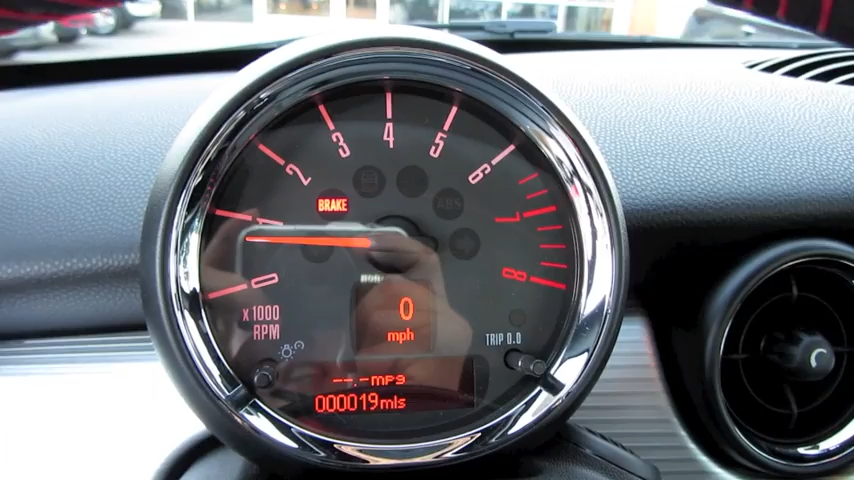 4
3
5
2
6
BRAKE
ABS
1
7
0
8
x 1000
RPM
0
mph
TRIP 0.0
--.-mpg
000019mls